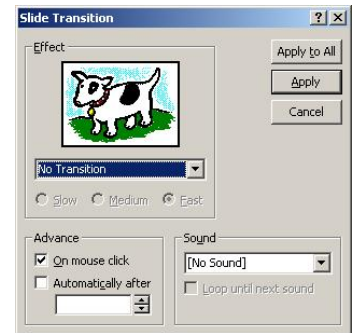 Slide Transition
Effect
Apply to All
Apply
Cancel
No Transition
Slow Medium Fast
Advance
On mouse click
Automatically after
Sound
[No Sound]
Loop until next sound